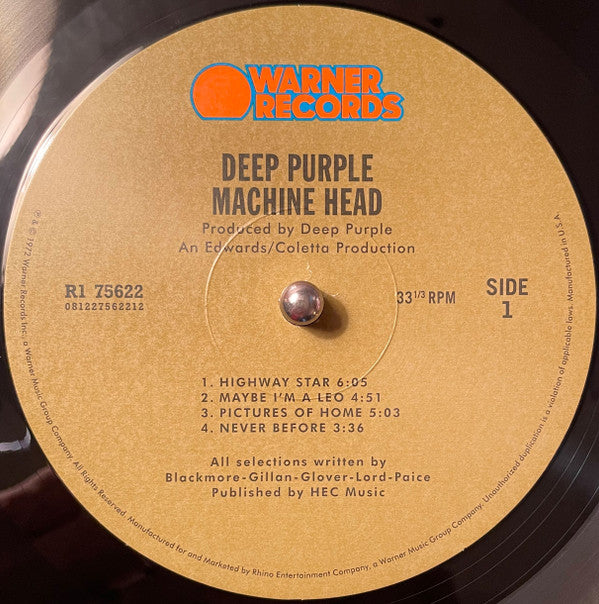 WARNER
RECORDS
DEEP PURPLE
MACHINE HEAD
Produced by Deep Purple
An Edwards/Coletta Production
R1 75622
081227562212
33 1/3 RPM
SIDE
1
1. HIGHWAY STAR 6:05
2. MAYBE I'M A LEO 4:51
3. PICTURES OF HOME 5:03
4. NEVER BEFORE 3:36
All selections written by
Blackmore-Gillan-Glover-Lord-Paice
Published by HEC Music
℗ & © 1972 Warner Records Inc., a Warner Music Group Company. All Rights Reserved. Manufactured for and Marketed by Rhino Entertainment Company, a Warner Music Group Company. Unauthorized duplication is a violation of applicable laws. Manufactured in U.S.A.